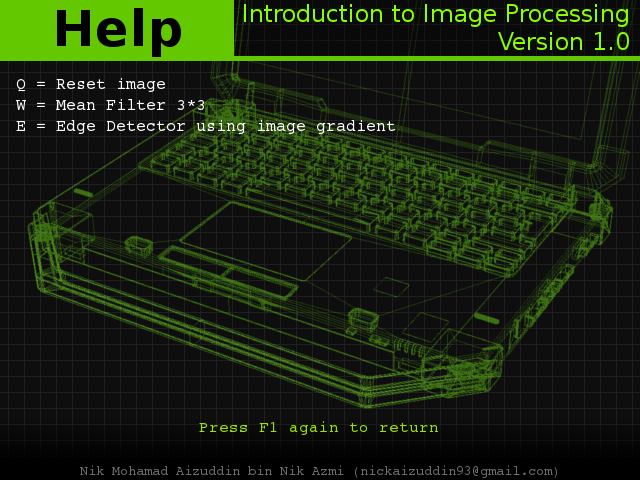 Help
Introduction to Image Processing
Version 1.0
Q = Reset image
W = Mean Filter 3*3
E = Edge Detector using image gradient
Press F1 again to return
Nik Mohamad Aizuddin bin Nik Azmi (nickaizuddin93@gmail.com)